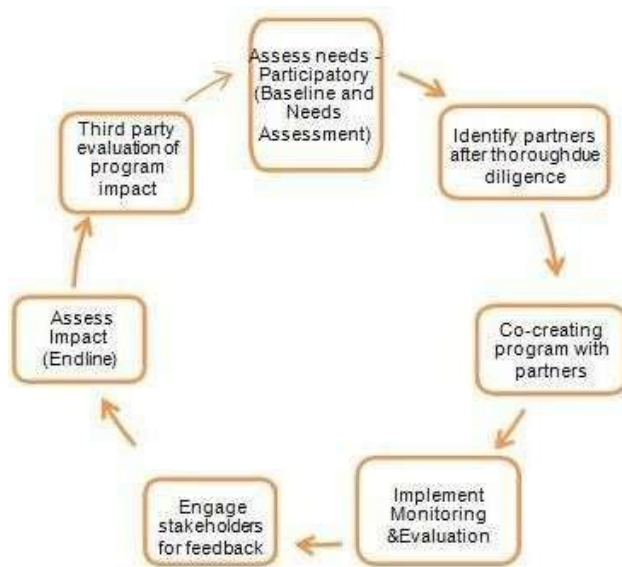 Assess needs -
Participatory
(Baseline and
Needs
Assessment)
Identify partners
after thoroughdue
diligence
Co-creating
program with
partners
Implement
Monitoring
&Evaluation
Engage
stakeholders
for feedback
Assess
Impact
(Endline)
Third party
evaluation of
program
impact